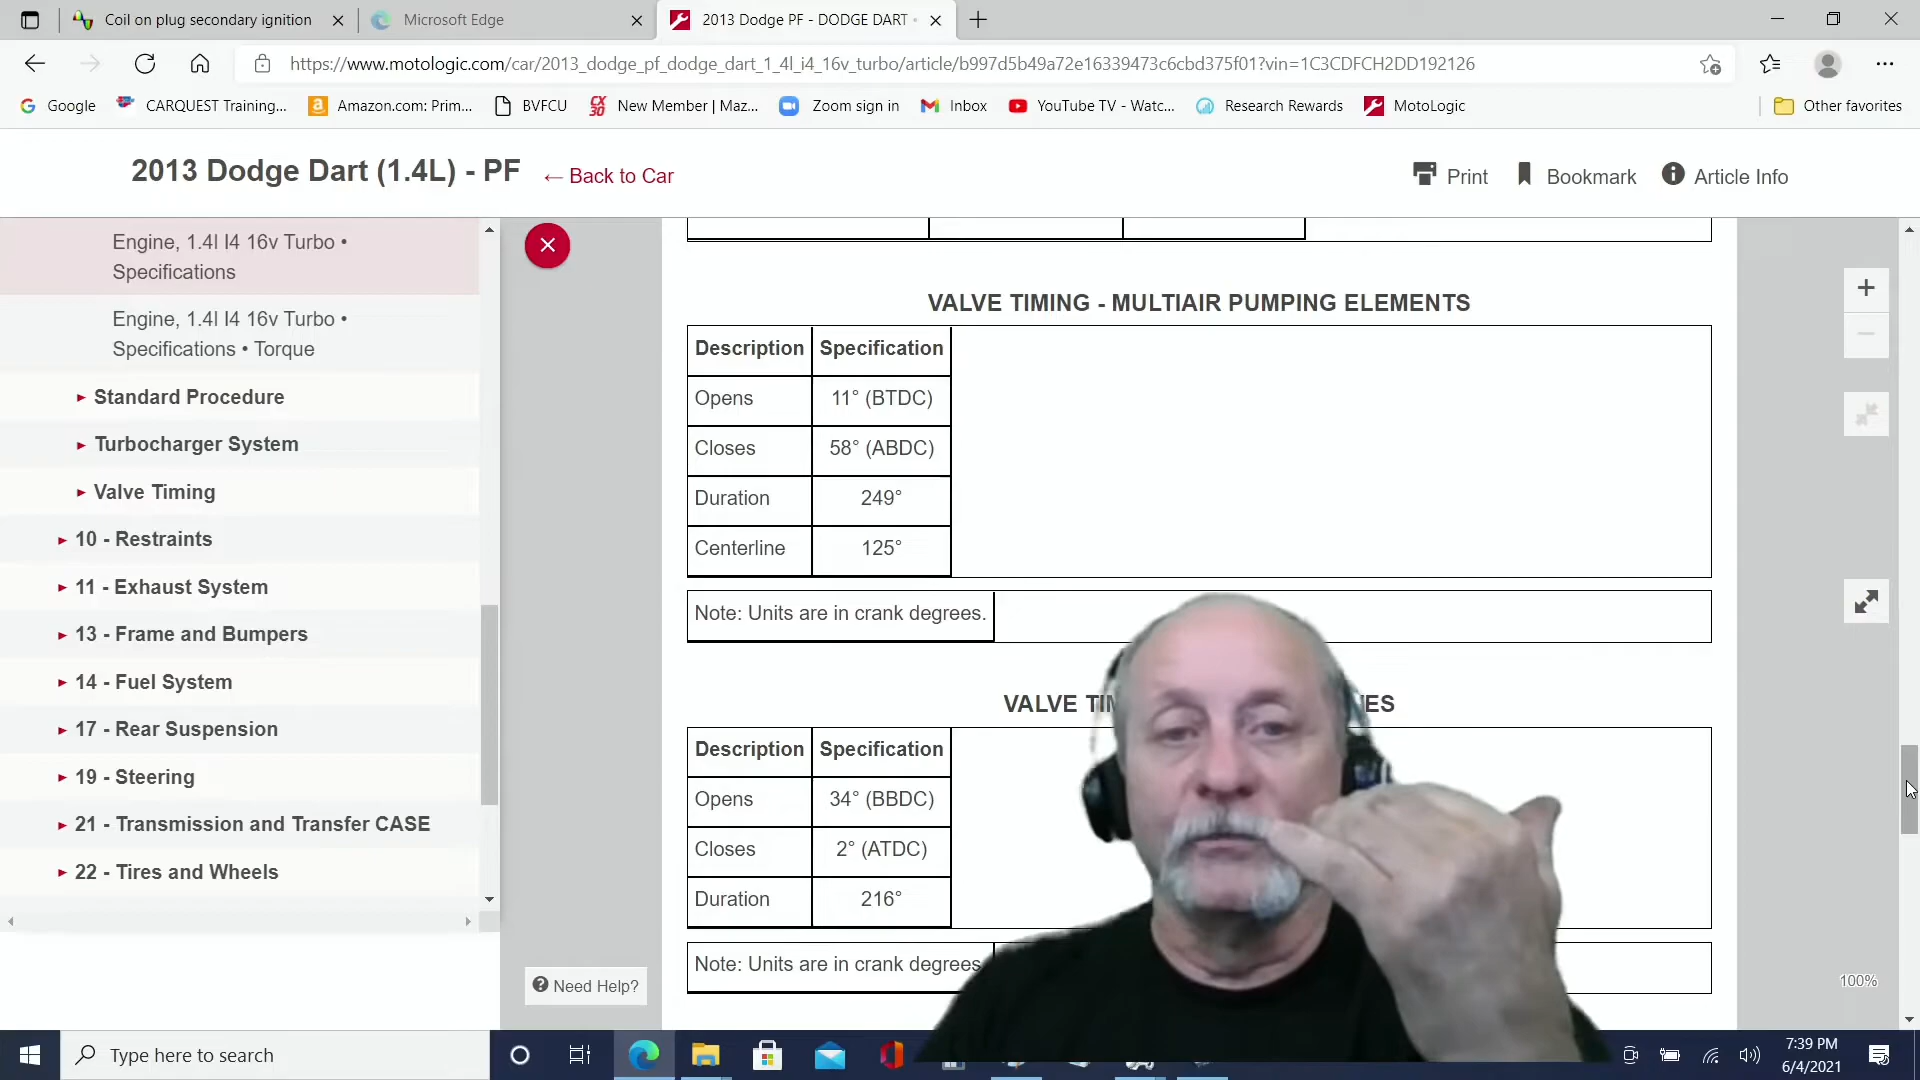 Coil on plug secondary ignition
Microsoft Edge
2013 Dodge PF - DODGE DART
https://www.motologic.com/car/2013_dodge_pf_dodge_dart_1_4l_i4_16v_turbo/article/b997d5b49a72e16339473c6cbd375f01?vin=1C3CDFCH2DD192126
Google
CARQUEST Training...
Amazon.com: Prim...
BVFCU
New Member | Maz...
Zoom sign in
Inbox
YouTube TV - Watc...
Research Rewards
MotoLogic
Other favorites
2013 Dodge Dart (1.4L) - PF
← Back to Car
Print
Bookmark
Article Info
Engine, 1.4l I4 16v Turbo •
Specifications
Engine, 1.4l I4 16v Turbo •
Specifications • Torque
Standard Procedure
Turbocharger System
Valve Timing
10 - Restraints
11 - Exhaust System
13 - Frame and Bumpers
14 - Fuel System
17 - Rear Suspension
19 - Steering
21 - Transmission and Transfer CASE
22 - Tires and Wheels
VALVE TIMING - MULTIAIR PUMPING ELEMENTS
Description Specification
Opens 11° (BTDC)
Closes 58° (ABDC)
Duration 249°
Centerline 125°
Note: Units are in crank degrees.
VALVE
Description Specification
Opens 34° (BBDC)
Closes 2° (ATDC)
Duration 216°
Note: Units are in crank degrees
Need Help?
100%
Type here to search
7:39 PM
6/4/2021